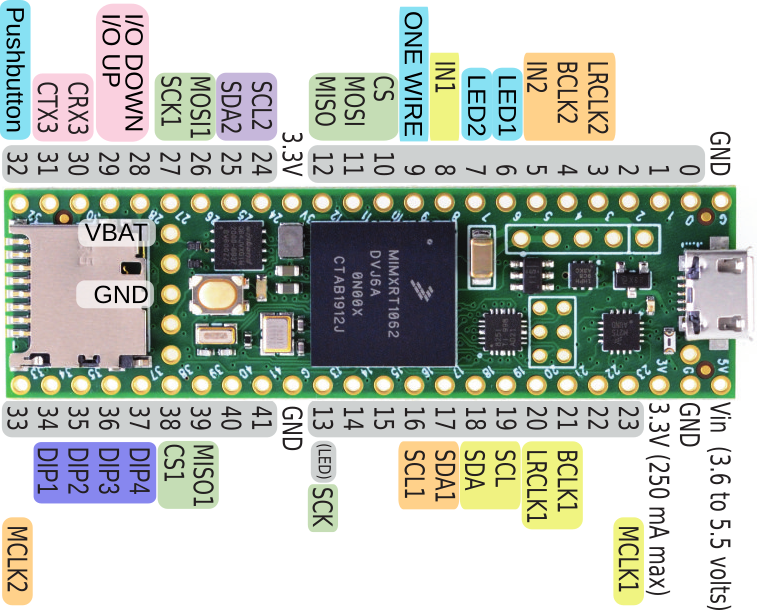 Pushbutton
CTX3
CRX3
I/O UP
I/O DOWN
SCK1
MOSI1
SDA2
SCL2
3.3V
MISO
MOSI
CS
ONE WIRE
IN1
LED2
LED1
IN2
BCLK2
LRCLK2
GND
32
31
30
29
28
27
26
25
24
12
11
10
9
8
7
6
5
4
3
2
1
0
VBAT
GND
MIMXRT1062
DVJ6A
0N00X
CTAB1912J
33
34
35
36
37
38
39
40
41
GND
13
14
15
16
17
18
19
20
21
22
23
3.3V (250 mA max)
GND
Vin (3.6 to 5.5 volts)
DIP1
DIP2
DIP3
DIP4
CS1
MISO1
(LED)
SCK
SCL1
SDA1
SDA
SCL
LRCLK1
BCLK1
MCLK2
MCLK1